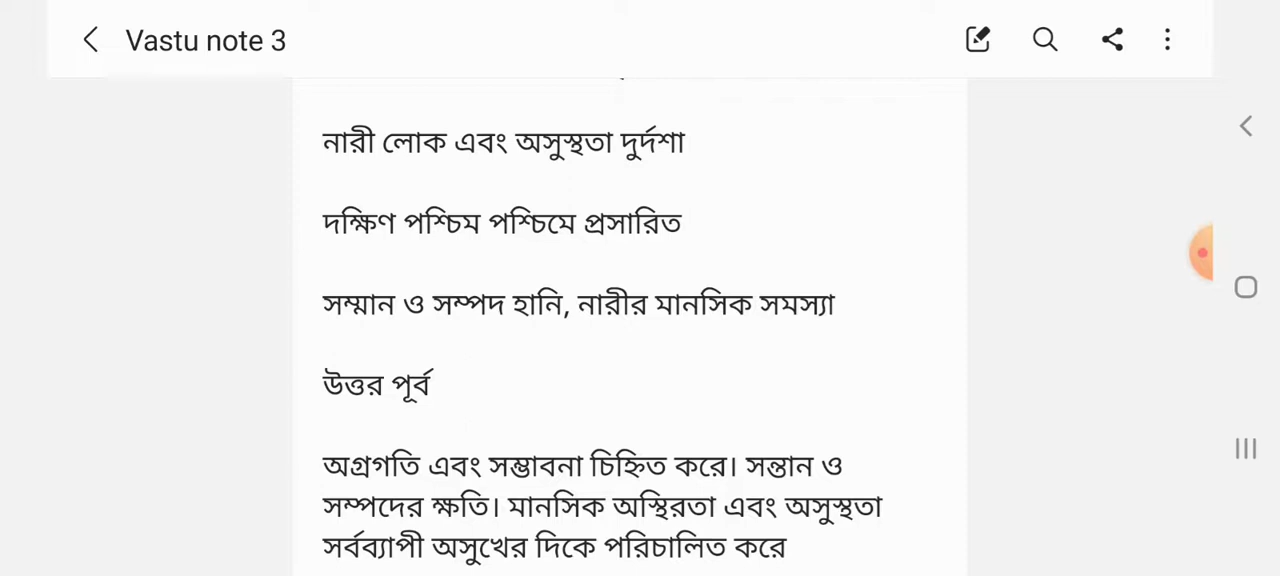 Vastu note 3
নারী লোক এবং অসুস্থতা দুর্দশা
দক্ষিণ পশ্চিম পশ্চিমে প্রসারিত
সম্মান ও সম্পদ হানি, নারীর মানসিক সমস্যা
উত্তর পূর্ব
অগ্রগতি এবং সম্ভাবনা চিহ্নিত করে। সন্তান ও
সম্পদের ক্ষতি। মানসিক অস্থিরতা এবং অসুস্থতা
সর্বব্যাপী অসুখের দিকে পরিচালিত করে